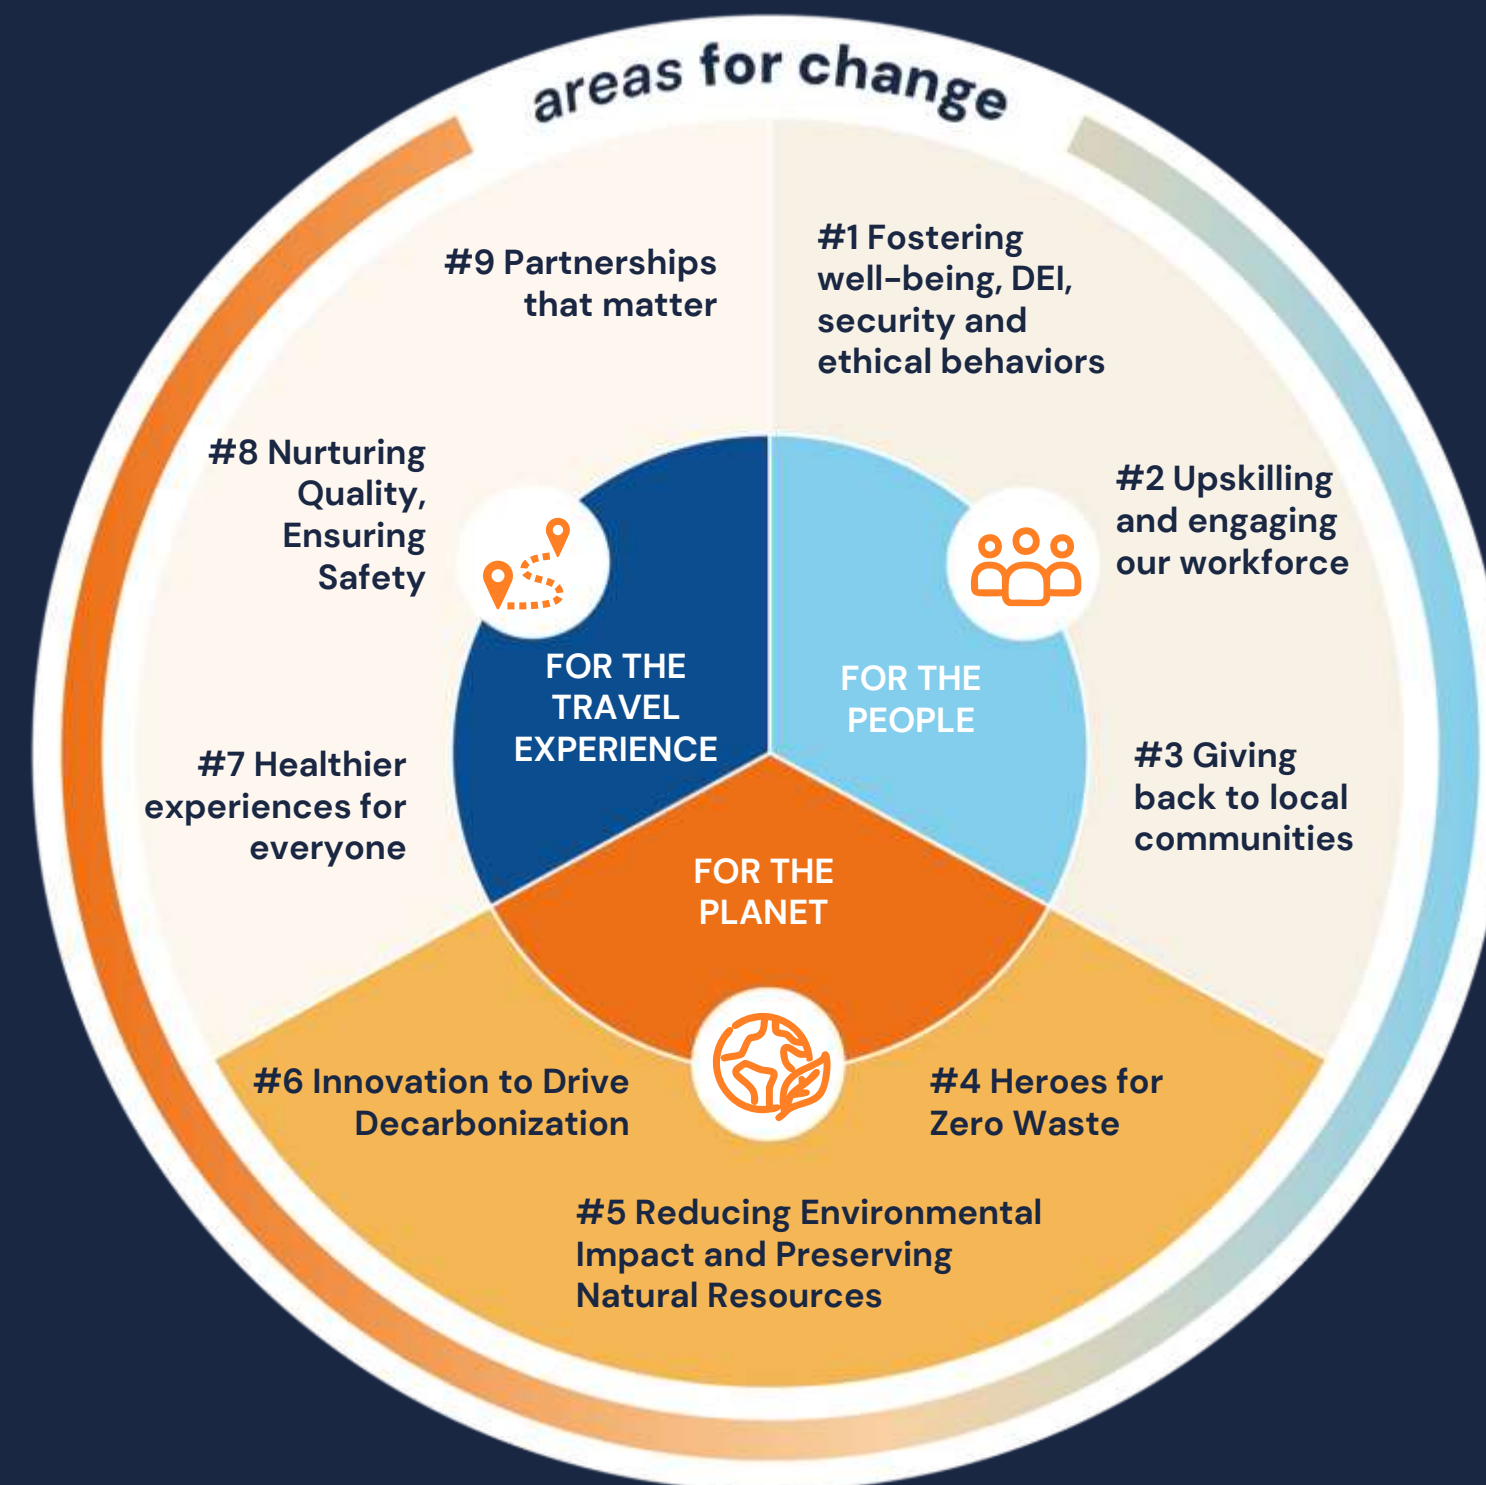 areas for change
#1 Fostering
well-being, DEI,
security and
ethical behaviors
#2 Upskilling
and engaging
our workforce
#3 Giving
back to local
communities
#4 Heroes for
Zero Waste
#5 Reducing Environmental
Impact and Preserving
Natural Resources
#6 Innovation to Drive
Decarbonization
#7 Healthier
experiences for
everyone
#8 Nurturing
Quality,
Ensuring
Safety
#9 Partnerships
that matter
FOR THE
TRAVEL
EXPERIENCE
FOR THE
PEOPLE
FOR THE
PLANET